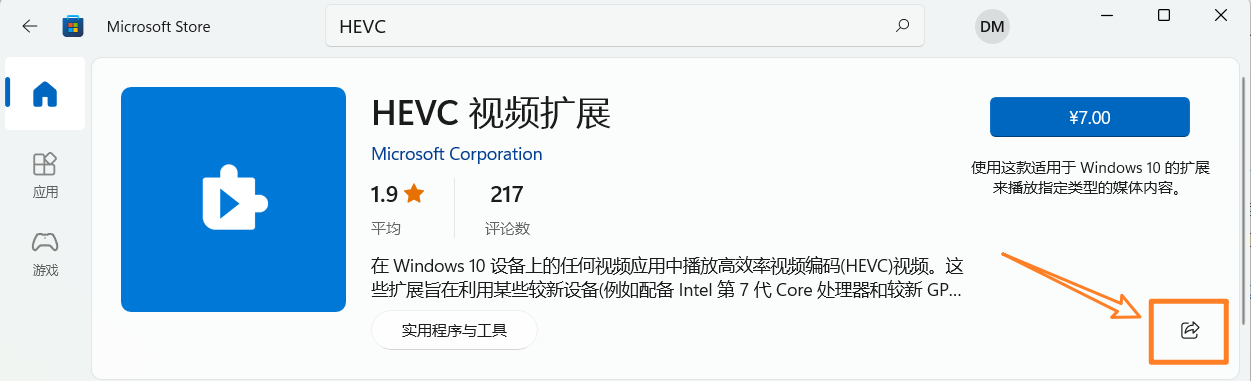 Microsoft Store
HEVC
DM
HEVC 视频扩展
¥7.00
Microsoft Corporation
使用这款适用于 Windows 10 的扩展
来播放指定类型的媒体内容。
1.9
217
平均
评论数
应用
在 Windows 10 设备上的任何视频应用中播放高效率视频编码(HEVC)视频。这
些扩展旨在利用某些较新设备(例如配备 Intel 第 7 代 Core 处理器和较新 GP...
游戏
实用程序与工具